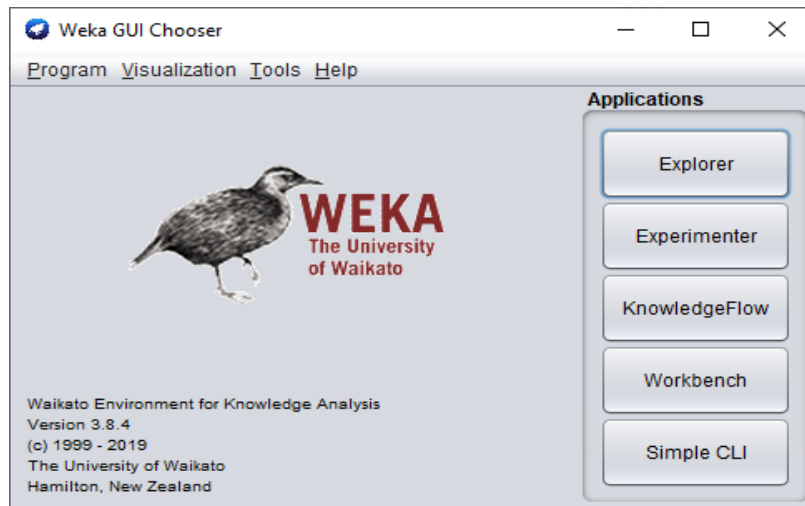 Weka GUI Chooser
Program Visualization Tools Help
Applications
Explorer
Experimenter
KnowledgeFlow
Workbench
Simple CLI
WEKA
The University
of Waikato
Waikato Environment for Knowledge Analysis
Version 3.8.4
(c) 1999 - 2019
The University of Waikato
Hamilton, New Zealand